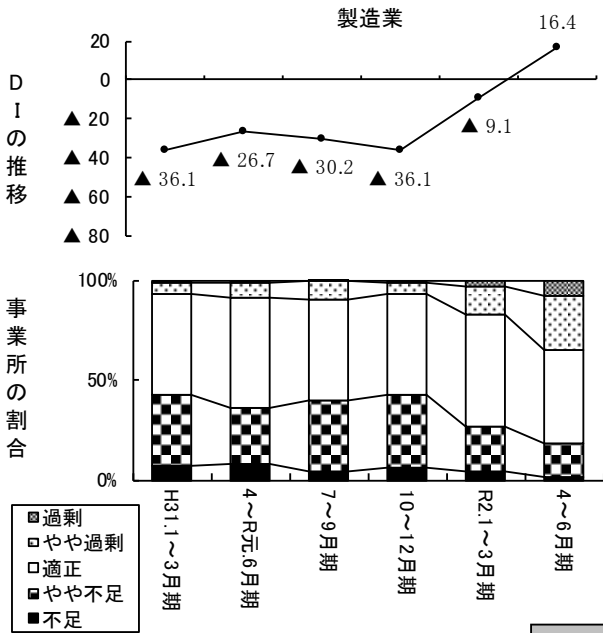 製造業
DIの推移
20
0
▲ 20
▲ 40
▲ 60
▲ 80
▲ 36.1
▲ 26.7
▲ 30.2
▲ 36.1
▲ 9.1
16.4
事業所の割合
100%
50%
0%
H31.1～3月期
4～R元.6月期
7～9月期
10～12月期
R2.1～3月期
4～6月期
過剰
やや過剰
適正
やや不足
不足